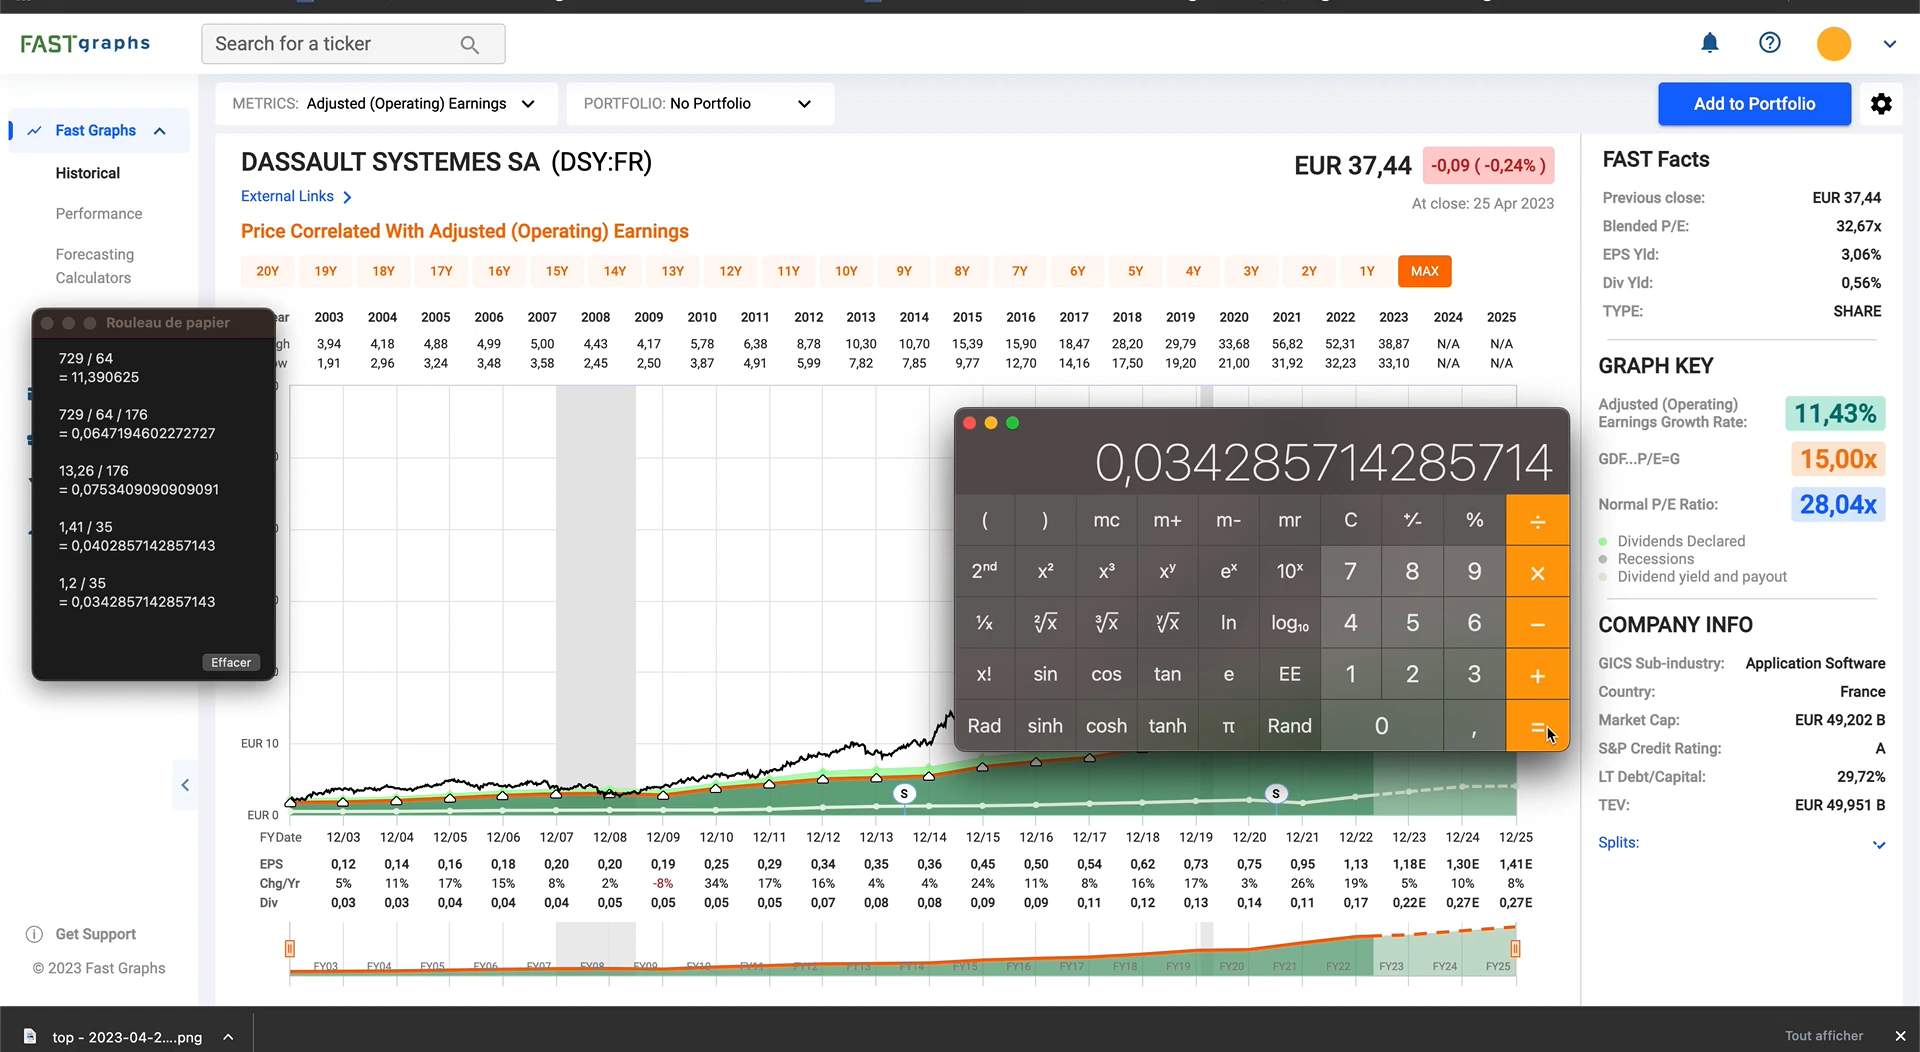 FASTgraphs
Search for a ticker
METRICS: Adjusted (Operating) Earnings
PORTFOLIO: No Portfolio
Add to Portfolio
Fast Graphs
Historical
Performance
Forecasting
Calculators
DASSAULT SYSTEMES SA (DSY:FR)
External Links
EUR 37,44
-0,09 ( -0,24% )
At close: 25 Apr 2023
Price Correlated With Adjusted (Operating) Earnings
20Y 19Y 18Y 17Y 16Y 15Y 14Y 13Y 12Y 11Y 10Y 9Y 8Y 7Y 6Y 5Y 4Y 3Y 2Y 1Y MAX
ear 2003 2004 2005 2006 2007 2008 2009 2010 2011 2012 2013 2014 2015 2016 2017 2018 2019 2020 2021 2022 2023 2024 2025
gh 3,94 4,18 4,88 4,99 5,00 4,43 4,17 5,78 6,38 8,78 10,30 10,70 15,39 15,90 18,47 28,20 29,79 33,68 56,82 52,31 38,87 N/A N/A
ow 1,91 2,96 3,24 3,48 3,58 2,45 2,50 3,87 4,91 5,99 7,82 7,85 9,77 12,70 14,16 17,50 19,20 21,00 31,92 32,23 33,10 N/A N/A
Rouleau de papier
729 / 64
= 11,390625
729 / 64 / 176
= 0,0647194602272727
13,26 / 176
= 0,0753409090909091
1,41 / 35
= 0,0402857142857143
1,2 / 35
= 0,0342857142857143
Effacer
0,034285714285714
( ) mc m+ m- mr C +/- % ÷
2nd x² x³ xʸ eˣ 10ˣ 7 8 9 ×
1/x ²√x ³√x ʸ√x ln log₁₀ 4 5 6 −
x! sin cos tan e EE 1 2 3 +
Rad sinh cosh tanh π Rand 0 , =
EUR 10
EUR 0
S
S
FYDate 12/03 12/04 12/05 12/06 12/07 12/08 12/09 12/10 12/11 12/12 12/13 12/14 12/15 12/16 12/17 12/18 12/19 12/20 12/21 12/22 12/23 12/24 12/25
EPS 0,12 0,14 0,16 0,18 0,20 0,20 0,19 0,25 0,29 0,34 0,35 0,36 0,45 0,50 0,54 0,62 0,73 0,75 0,95 1,13 1,18E 1,30E 1,41E
Chg/Yr 5% 11% 17% 15% 8% 2% -8% 34% 17% 16% 4% 4% 24% 11% 8% 16% 17% 3% 26% 19% 5% 10% 8%
Div 0,03 0,03 0,04 0,04 0,04 0,05 0,05 0,05 0,05 0,07 0,08 0,08 0,09 0,09 0,11 0,12 0,13 0,14 0,11 0,17 0,22E 0,27E 0,27E
FY03 FY04 FY05 FY06 FY07 FY08 FY09 FY10 FY11 FY12 FY13 FY14 FY15 FY16 FY17 FY18 FY19 FY20 FY21 FY22 FY23 FY24 FY25
FAST Facts
Previous close: EUR 37,44
Blended P/E: 32,67x
EPS Yld: 3,06%
Div Yld: 0,56%
TYPE: SHARE
GRAPH KEY
Adjusted (Operating)
Earnings Growth Rate: 11,43%
GDF...P/E=G 15,00x
Normal P/E Ratio: 28,04x
Dividends Declared
Recessions
Dividend yield and payout
COMPANY INFO
GICS Sub-industry: Application Software
Country: France
Market Cap: EUR 49,202 B
S&P Credit Rating: A
LT Debt/Capital: 29,72%
TEV: EUR 49,951 B
Splits:
Get Support
© 2023 Fast Graphs
top - 2023-04-2....png
Tout afficher